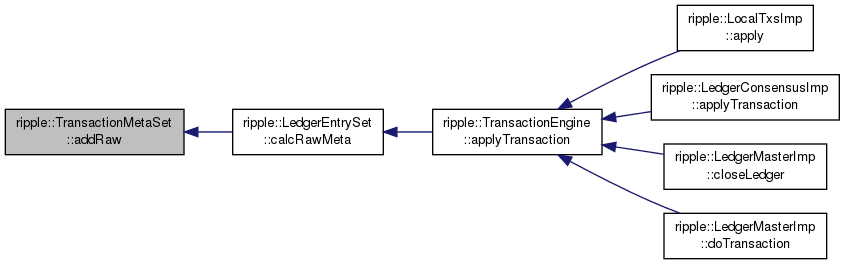 ripple::TransactionMetaSet
::addRaw
ripple::LedgerEntrySet
::calcRawMeta
ripple::TransactionEngine
::applyTransaction
ripple::LocalTxsImp
::apply
ripple::LedgerConsensusImp
::applyTransaction
ripple::LedgerMasterImp
::closeLedger
ripple::LedgerMasterImp
::doTransaction